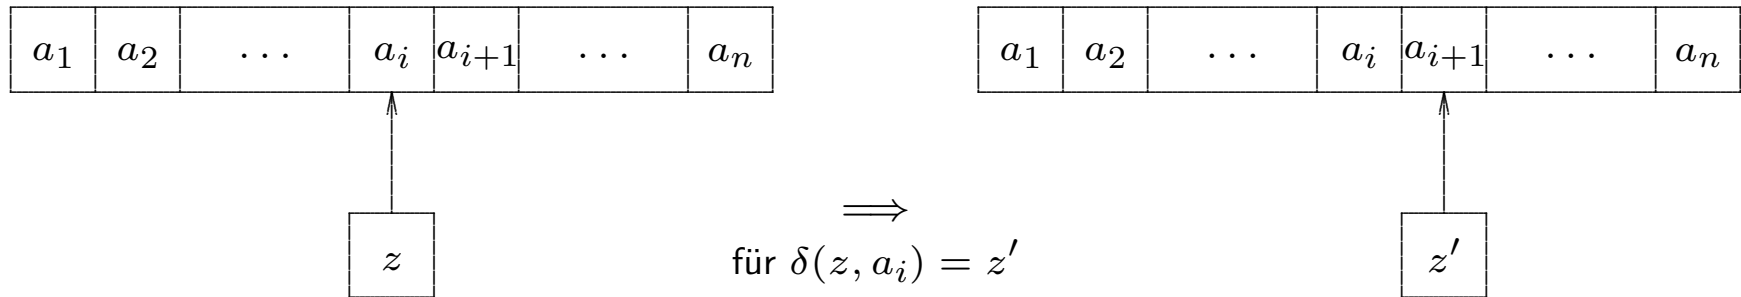 a₁ a₂ ... aᵢ aᵢ₊₁ ... aₙ
a₁ a₂ ... aᵢ aᵢ₊₁ ... aₙ
⟹
z
für δ(z, aᵢ) = z′
z′